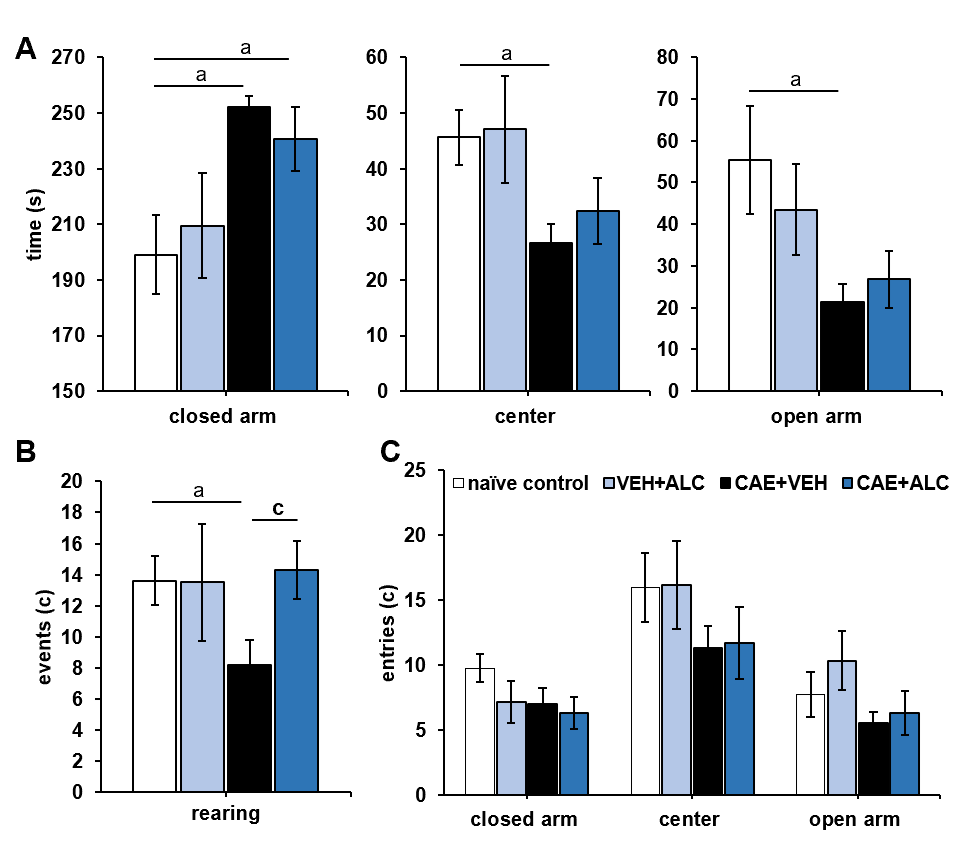 A
time (s)
270
250
230
210
190
170
150
a
a
closed arm
60
50
40
30
20
10
0
a
center
80
70
60
50
40
30
20
10
0
a
open arm
B
events (c)
20
18
16
14
12
10
8
6
4
2
0
a
c
rearing
C
entries (c)
25
20
15
10
5
0
naïve control VEH+ALC CAE+VEH CAE+ALC
closed arm center open arm